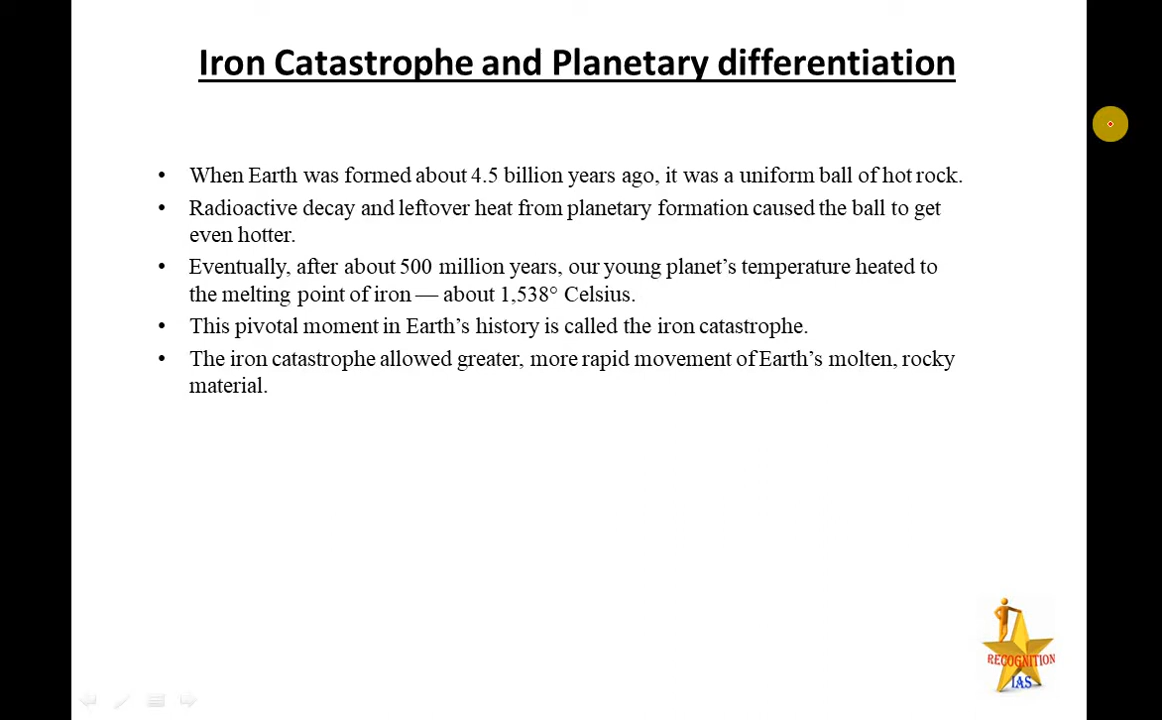 Iron Catastrophe and Planetary differentiation
• When Earth was formed about 4.5 billion years ago, it was a uniform ball of hot rock.
• Radioactive decay and leftover heat from planetary formation caused the ball to get
even hotter.
• Eventually, after about 500 million years, our young planet’s temperature heated to
the melting point of iron — about 1,538° Celsius.
• This pivotal moment in Earth’s history is called the iron catastrophe.
• The iron catastrophe allowed greater, more rapid movement of Earth’s molten, rocky
material.
RECOGNITION
IAS